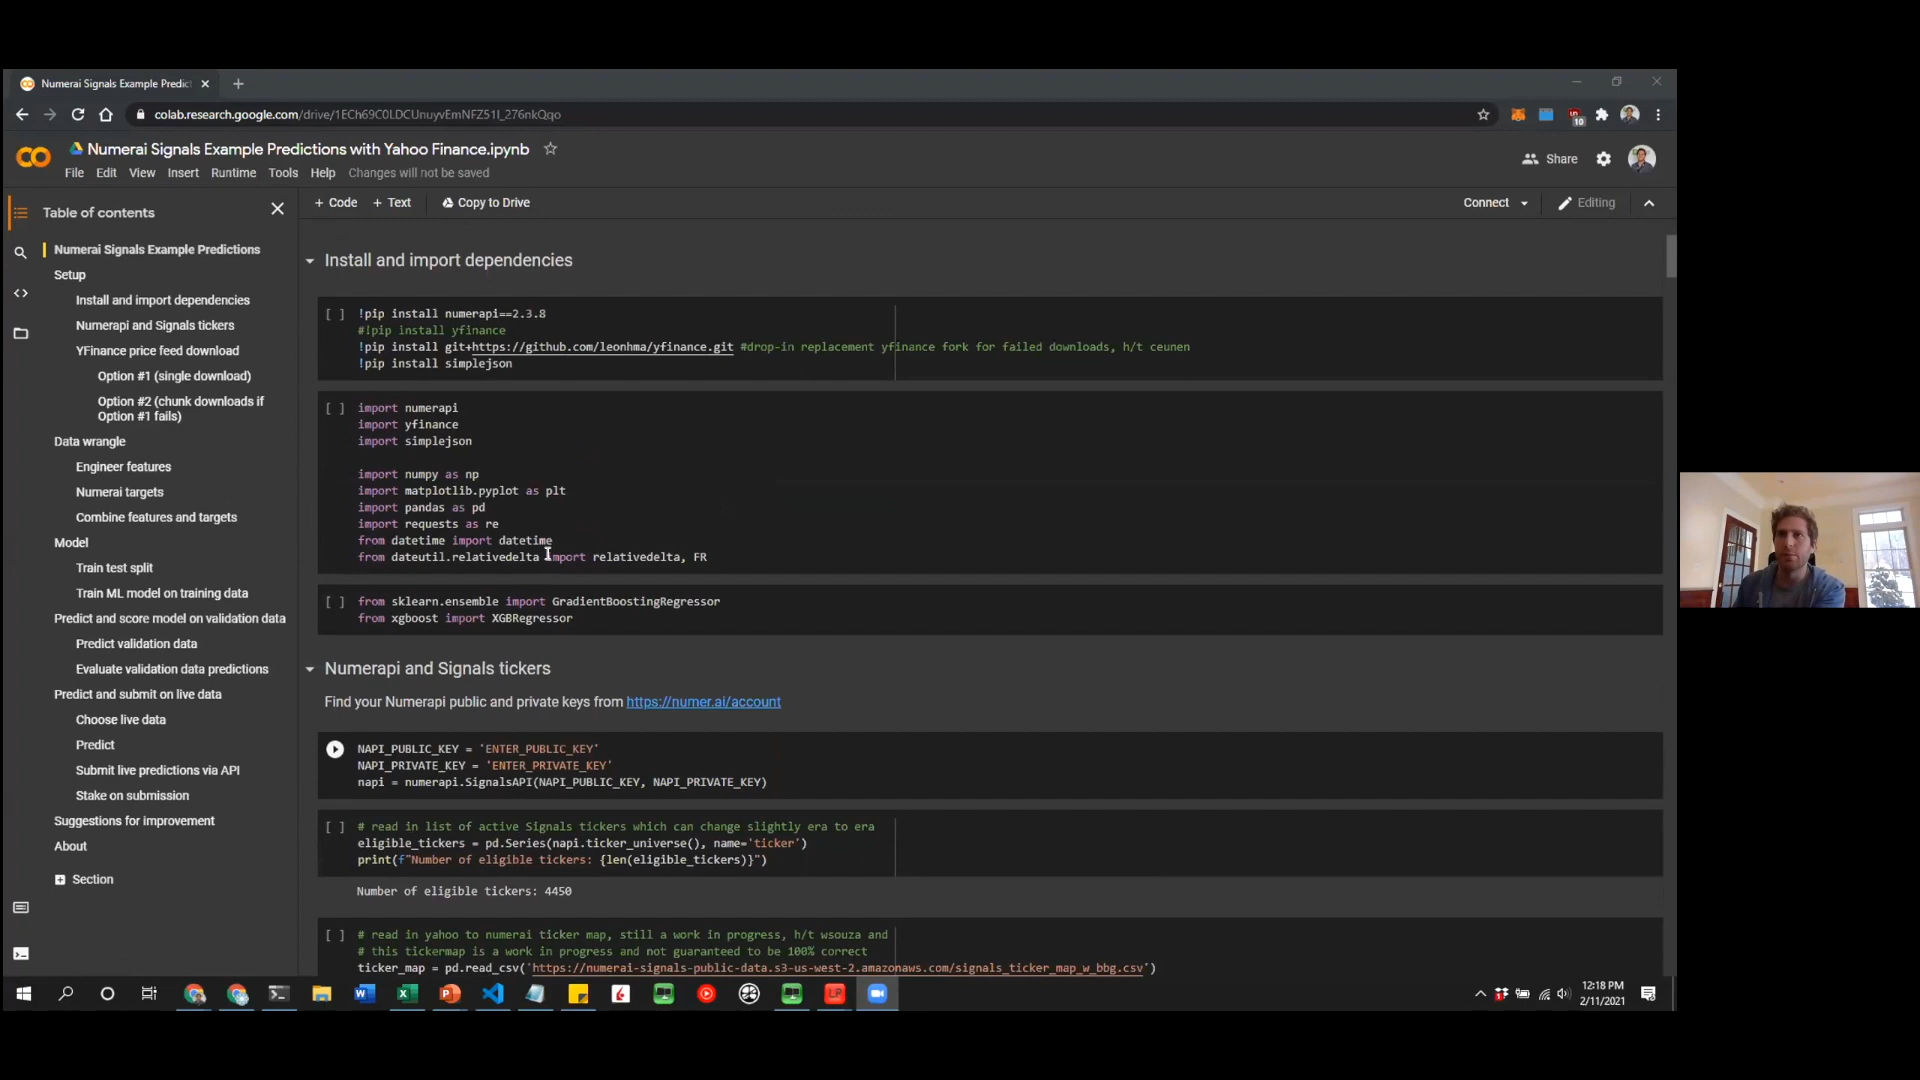 Numerai Signals Example Predic
colab.research.google.com/drive/1ECh69C0LDCUnuyvEmNFZ51I_276nkQqo
10
Numerai Signals Example Predictions with Yahoo Finance.ipynb
Share
File Edit View Insert Runtime Tools Help Changes will not be saved
+ Code + Text Copy to Drive
Connect
Editing
Table of contents
Numerai Signals Example Predictions
Setup
Install and import dependencies
Numerapi and Signals tickers
YFinance price feed download
Option #1 (single download)
Option #2 (chunk downloads if
Option #1 fails)
Data wrangle
Engineer features
Numerai targets
Combine features and targets
Model
Train test split
Train ML model on training data
Predict and score model on validation data
Predict validation data
Evaluate validation data predictions
Predict and submit on live data
Choose live data
Predict
Submit live predictions via API
Stake on submission
Suggestions for improvement
About
Section
Install and import dependencies
[ ] !pip install numerapi==2.3.8
#!pip install yfinance
!pip install git+https://github.com/leonhma/yfinance.git #drop-in replacement yfinance fork for failed downloads, h/t ceunen
!pip install simplejson
[ ] import numerapi
import yfinance
import simplejson
import numpy as np
import matplotlib.pyplot as plt
import pandas as pd
import requests as re
from datetime import datetime
from dateutil.relativedelta import relativedelta, FR
[ ] from sklearn.ensemble import GradientBoostingRegressor
from xgboost import XGBRegressor
Numerapi and Signals tickers
Find your Numerapi public and private keys from https://numer.ai/account
NAPI_PUBLIC_KEY = 'ENTER_PUBLIC_KEY'
NAPI_PRIVATE_KEY = 'ENTER_PRIVATE_KEY'
napi = numerapi.SignalsAPI(NAPI_PUBLIC_KEY, NAPI_PRIVATE_KEY)
[ ] # read in list of active Signals tickers which can change slightly era to era
eligible_tickers = pd.Series(napi.ticker_universe(), name='ticker')
print(f"Number of eligible tickers: {len(eligible_tickers)}")
Number of eligible tickers: 4450
[ ] # read in yahoo to numerai ticker map, still a work in progress, h/t wsouza and
# this tickermap is a work in progress and not guaranteed to be 100% correct
ticker_map = pd.read_csv('https://numerai-signals-public-data.s3-us-west-2.amazonaws.com/signals_ticker_map_w_bbg.csv')
12:18 PM
2/11/2021